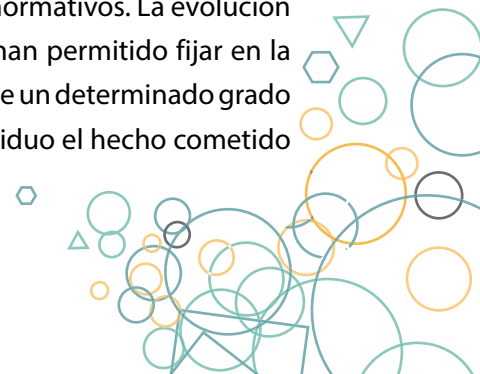 normativos. La evolución
han permitido fijar en la
e un determinado grado
iduo el hecho cometido